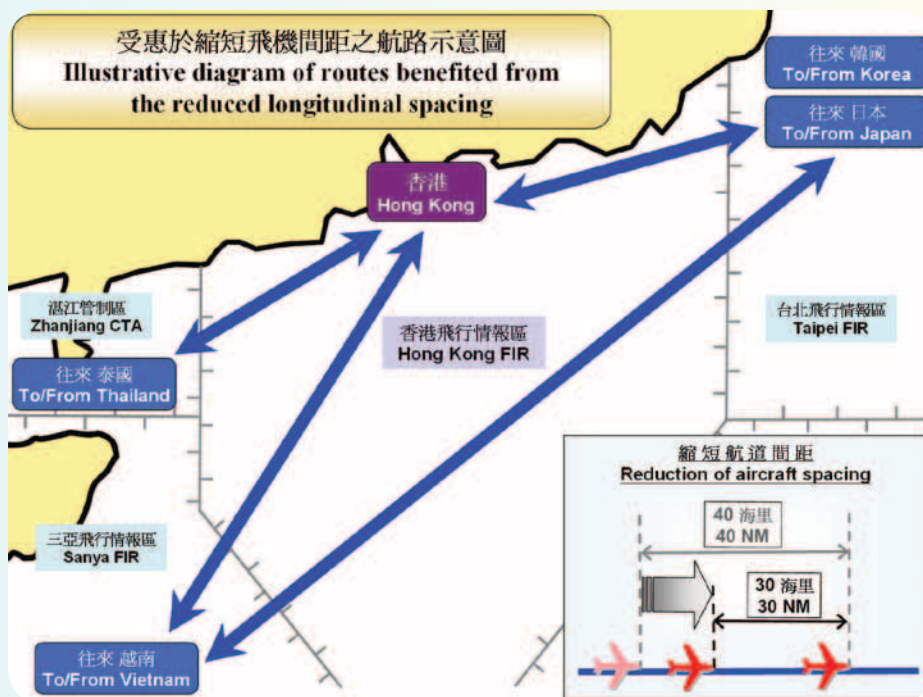 受惠於縮短飛機間距之航路示意圖
Illustrative diagram of routes benefited from
the reduced longitudinal spacing
往來 韓國
To/From Korea
往來 日本
To/From Japan
香港
Hong Kong
湛江管制區
Zhanjiang CTA
香港飛行情報區
Hong Kong FIR
台北飛行情報區
Taipei FIR
往來 泰國
To/From Thailand
三亞飛行情報區
Sanya FIR
往來 越南
To/From Vietnam
縮短航道間距
Reduction of aircraft spacing
40 海里
40 NM
30 海里
30 NM